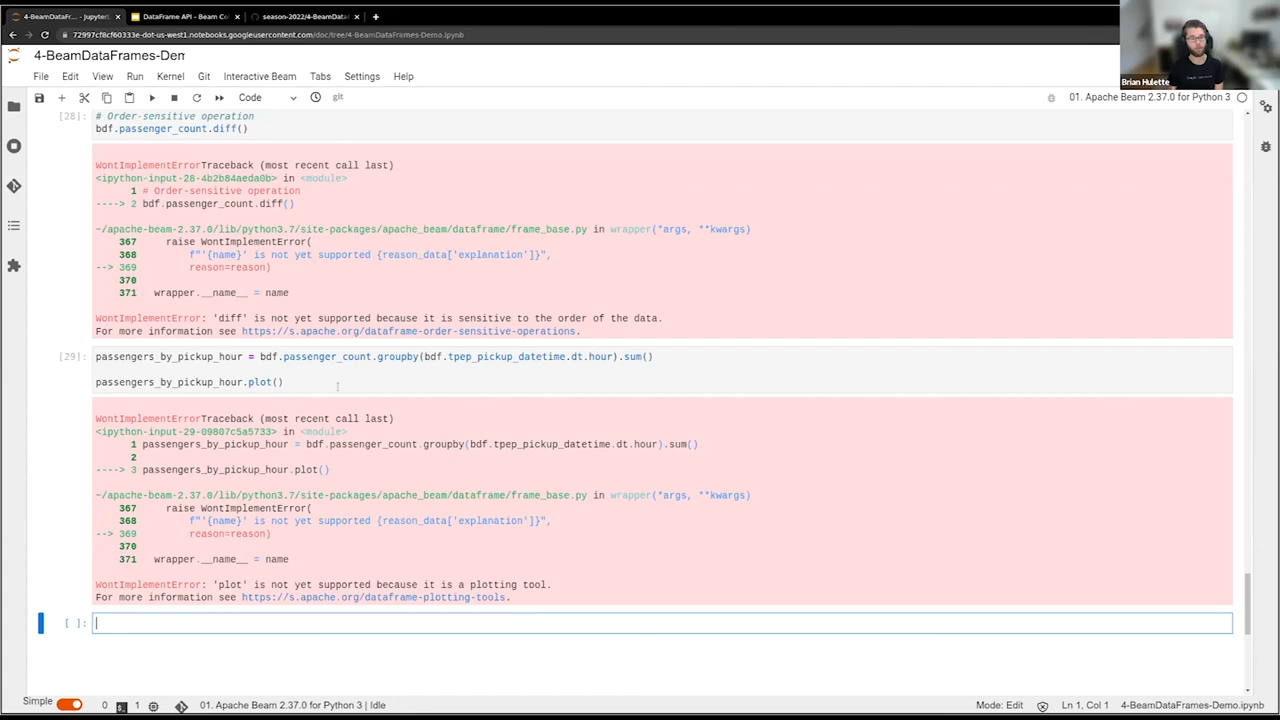 4-BeamDataFr... - JupyterL
DataFrame API - Beam Co
season-2022/4-BeamDataF
72997cf8cf60333e-dot-us-west1.notebooks.googleusercontent.com/doc/tree/4-BeamDataFrames-Demo.ipynb
4-BeamDataFrames-Dem
File Edit View Run Kernel Git Interactive Beam Tabs Settings Help
Brian Hulette
Code
git
01. Apache Beam 2.37.0 for Python 3
[28]: # Order-sensitive operation
bdf.passenger_count.diff()
WontImplementErrorTraceback (most recent call last)
<ipython-input-28-4b2b84aeda0b> in <module>
1 # Order-sensitive operation
----> 2 bdf.passenger_count.diff()
~/apache-beam-2.37.0/lib/python3.7/site-packages/apache_beam/dataframe/frame_base.py in wrapper(*args, **kwargs)
367 raise WontImplementError(
368 f"'{name}' is not yet supported {reason_data['explanation']}",
--> 369 reason=reason)
370
371 wrapper.__name__ = name
WontImplementError: 'diff' is not yet supported because it is sensitive to the order of the data.
For more information see https://s.apache.org/dataframe-order-sensitive-operations.
[29]: passengers_by_pickup_hour = bdf.passenger_count.groupby(bdf.tpep_pickup_datetime.dt.hour).sum()
passengers_by_pickup_hour.plot()
WontImplementErrorTraceback (most recent call last)
<ipython-input-29-09807c5a5733> in <module>
1 passengers_by_pickup_hour = bdf.passenger_count.groupby(bdf.tpep_pickup_datetime.dt.hour).sum()
2
----> 3 passengers_by_pickup_hour.plot()
~/apache-beam-2.37.0/lib/python3.7/site-packages/apache_beam/dataframe/frame_base.py in wrapper(*args, **kwargs)
367 raise WontImplementError(
368 f"'{name}' is not yet supported {reason_data['explanation']}",
--> 369 reason=reason)
370
371 wrapper.__name__ = name
WontImplementError: 'plot' is not yet supported because it is a plotting tool.
For more information see https://s.apache.org/dataframe-plotting-tools.
[ ]:
Simple 0 1 01. Apache Beam 2.37.0 for Python 3 | Idle
Mode: Edit Ln 1, Col 1 4-BeamDataFrames-Demo.ipynb